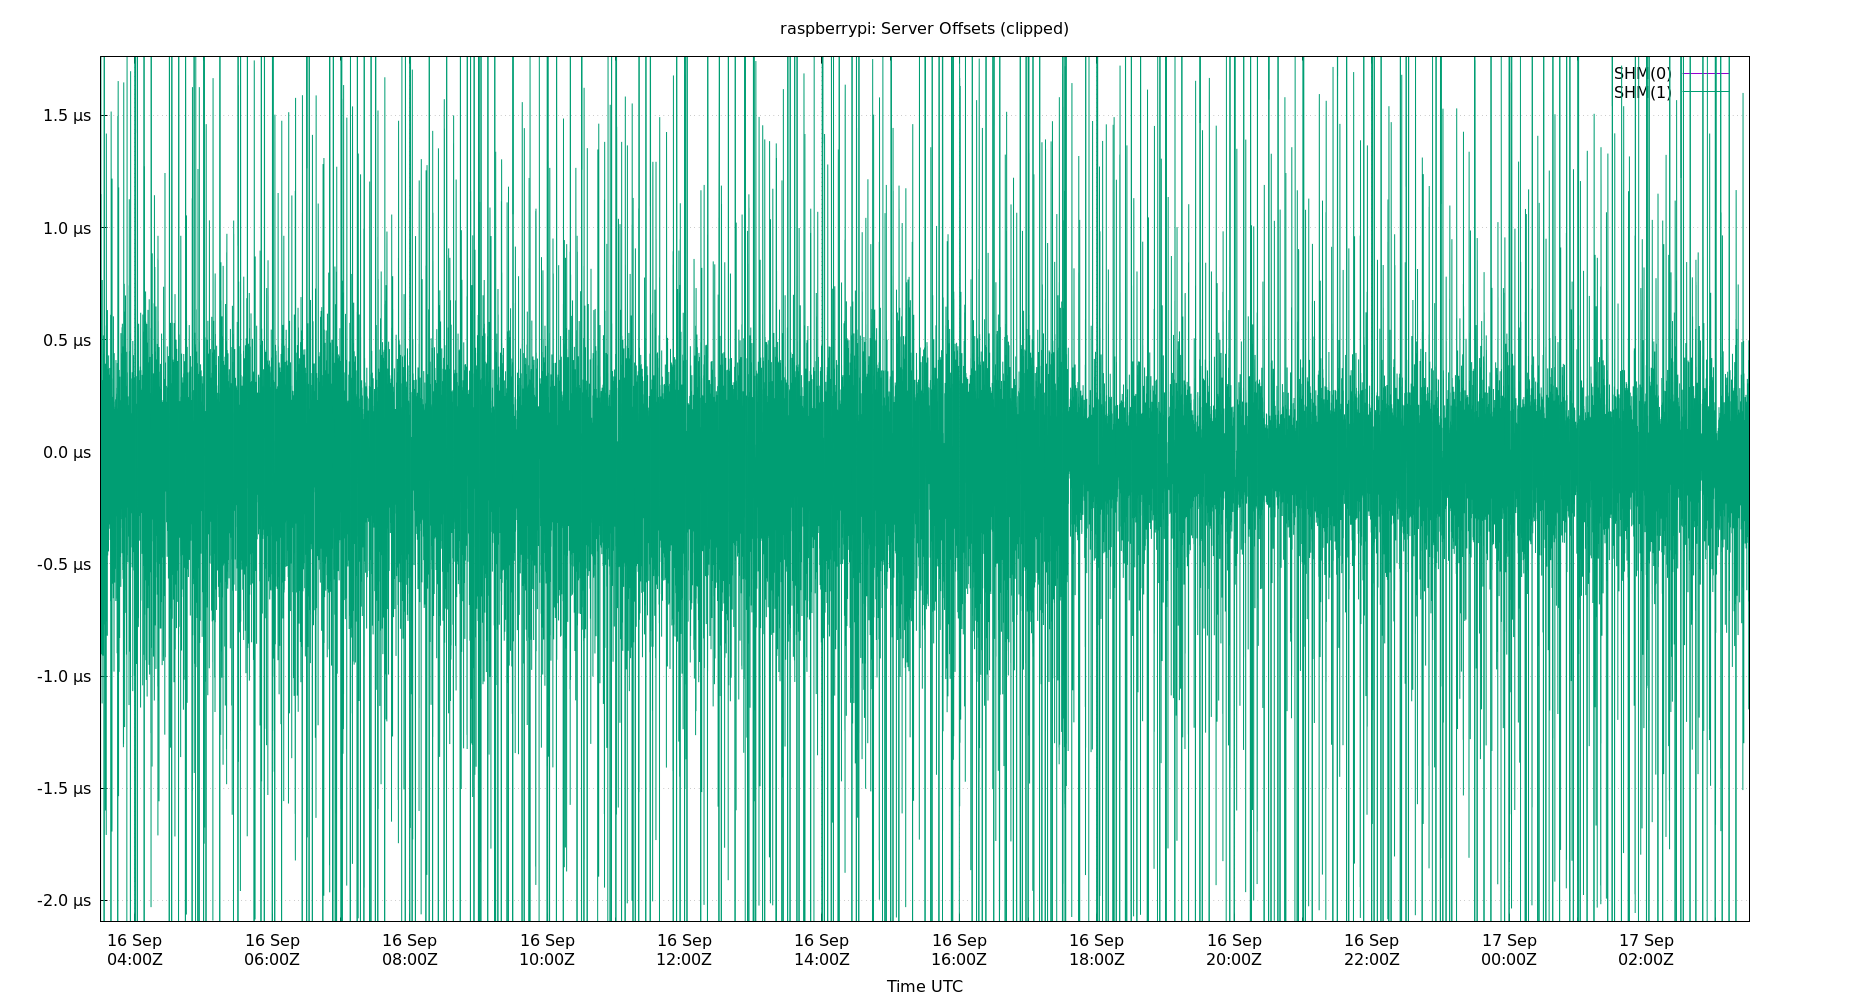 raspberrypi: Server Offsets (clipped)
SHM(0)
SHM(1)
1.5 μs
1.0 μs
0.5 μs
0.0 μs
-0.5 μs
-1.0 μs
-1.5 μs
-2.0 μs
16 Sep 16 Sep 16 Sep 16 Sep 16 Sep 16 Sep 16 Sep 16 Sep 16 Sep 16 Sep 17 Sep 17 Sep
04:00Z 06:00Z 08:00Z 10:00Z 12:00Z 14:00Z 16:00Z 18:00Z 20:00Z 22:00Z 00:00Z 02:00Z
Time UTC